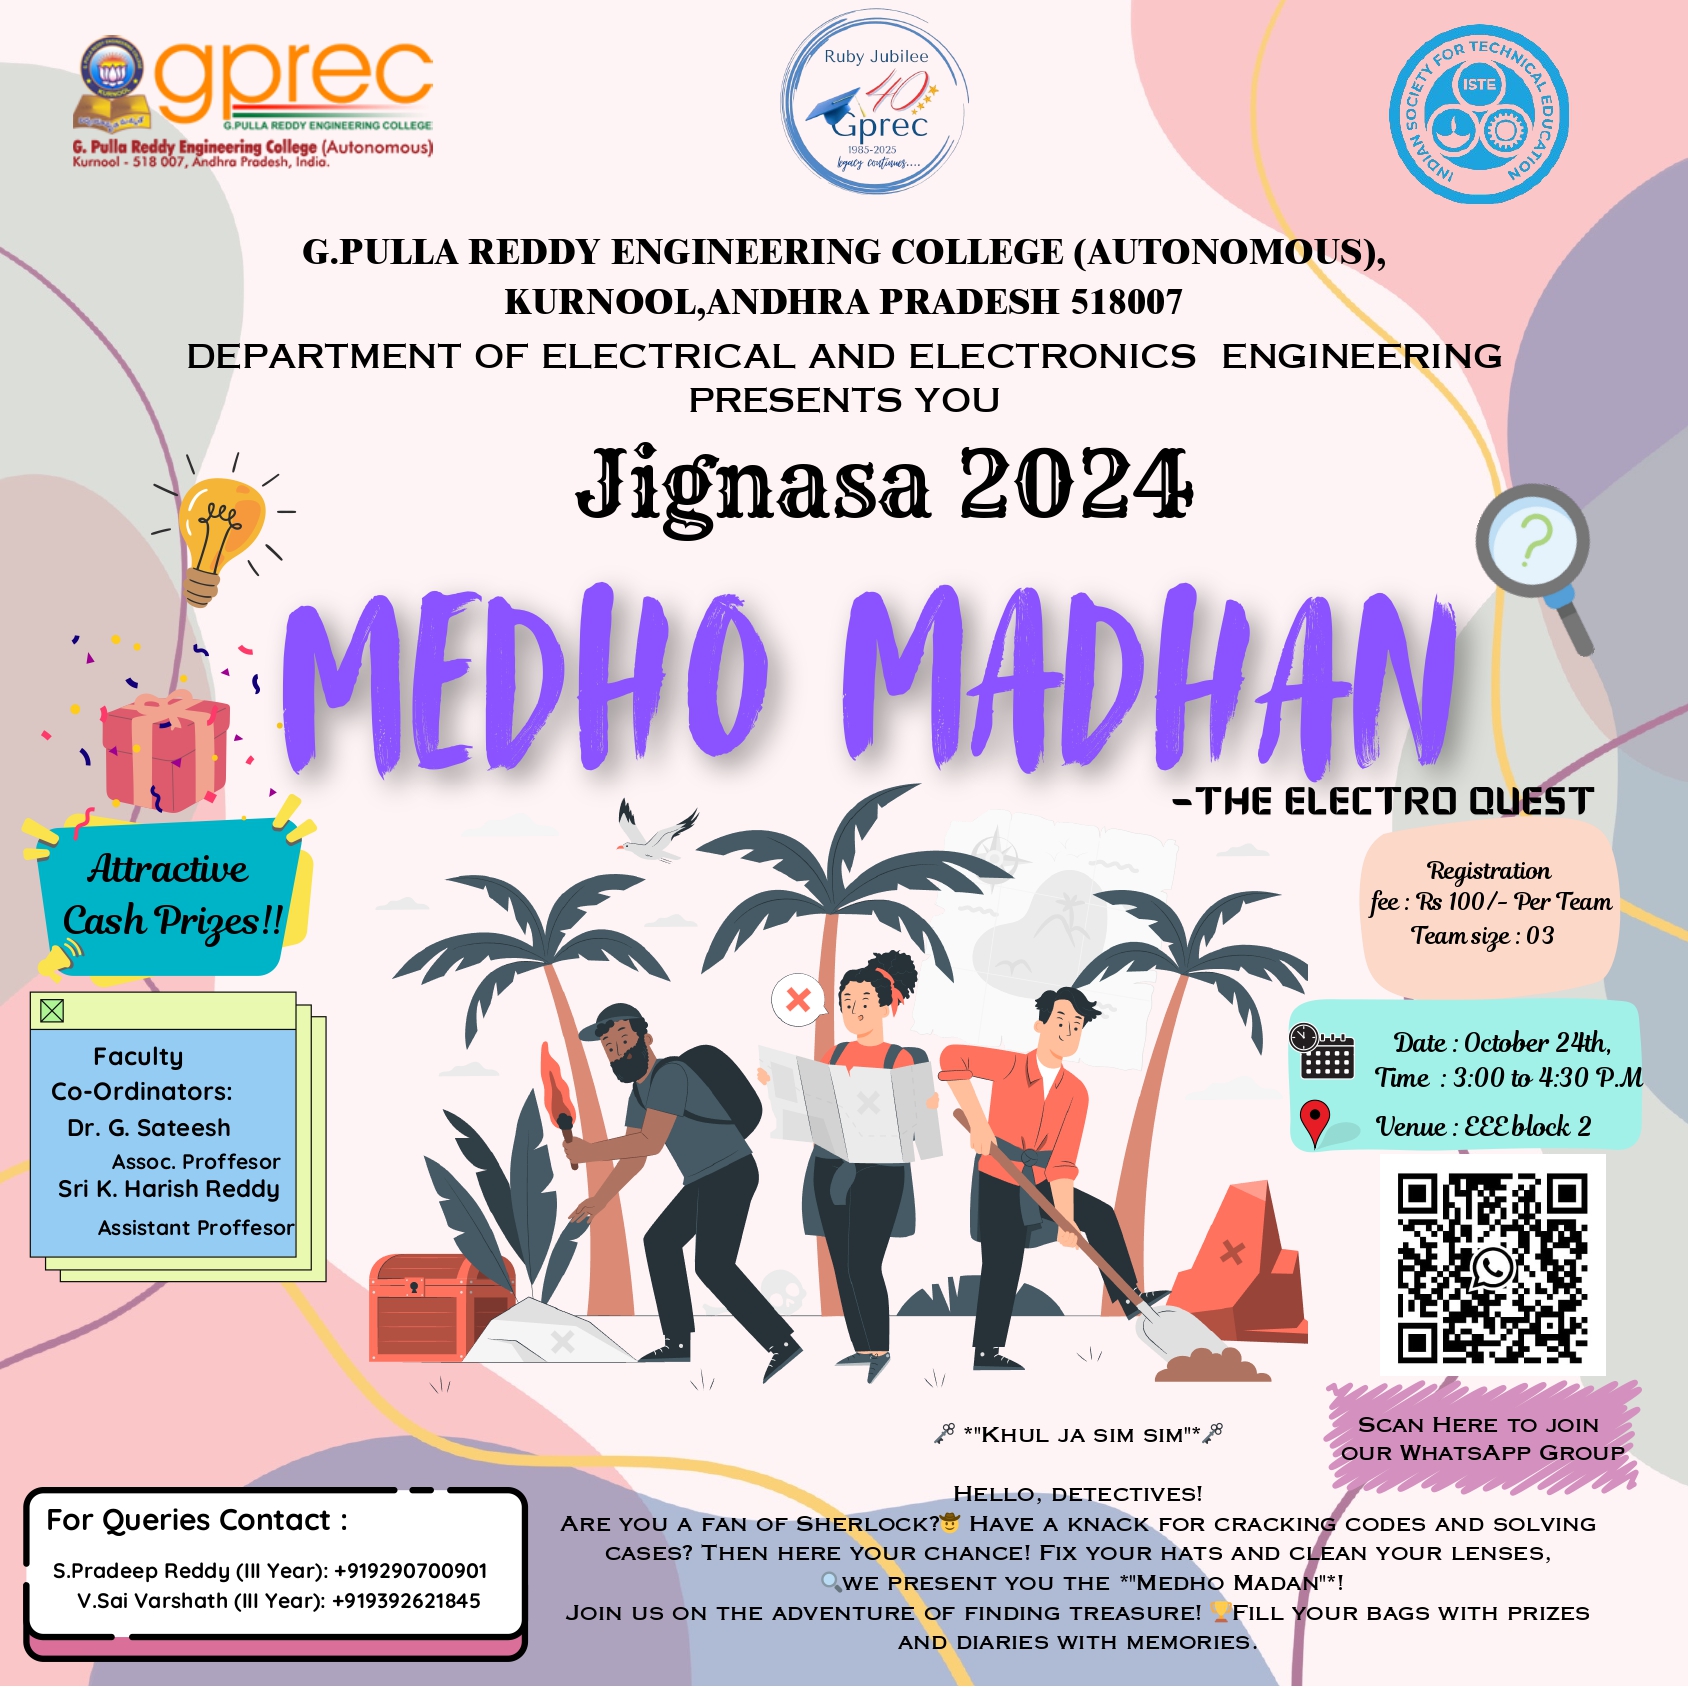 gprec
G.PULLA REDDY ENGINEERING COLLEGE
G. Pulla Reddy Engineering College (Autonomous)
Kurnool - 518 007, Andhra Pradesh, India.
Ruby Jubilee
40
Gprec
1985-2025
legacy continues....
INDIAN SOCIETY FOR TECHNICAL EDUCATION
ISTE
G.PULLA REDDY ENGINEERING COLLEGE (AUTONOMOUS),
KURNOOL,ANDHRA PRADESH 518007
DEPARTMENT OF ELECTRICAL AND ELECTRONICS ENGINEERING
PRESENTS YOU
Jignasa 2024
MEDHO MADHAN
-THE ELECTRO QUEST
Attractive
Cash Prizes!!
Registration
fee : Rs 100/- Per Team
Team size : 03
Faculty
Co-Ordinators:
Dr. G. Sateesh
Assoc. Proffesor
Sri K. Harish Reddy
Assistant Proffesor
Date : October 24th,
Time : 3:00 to 4:30 P.M
Venue : EEE block 2
SCAN HERE TO JOIN
OUR WHATSAPP GROUP
*"KHUL JA SIM SIM"*
HELLO, DETECTIVES!
ARE YOU A FAN OF SHERLOCK?🤠 HAVE A KNACK FOR CRACKING CODES AND SOLVING
CASES? THEN HERE YOUR CHANCE! FIX YOUR HATS AND CLEAN YOUR LENSES,
🔍WE PRESENT YOU THE *"MEDHO MADAN"*!
JOIN US ON THE ADVENTURE OF FINDING TREASURE! 🏆FILL YOUR BAGS WITH PRIZES
AND DIARIES WITH MEMORIES.
For Queries Contact :
S.Pradeep Reddy (III Year): +919290700901
V.Sai Varshath (III Year): +919392621845